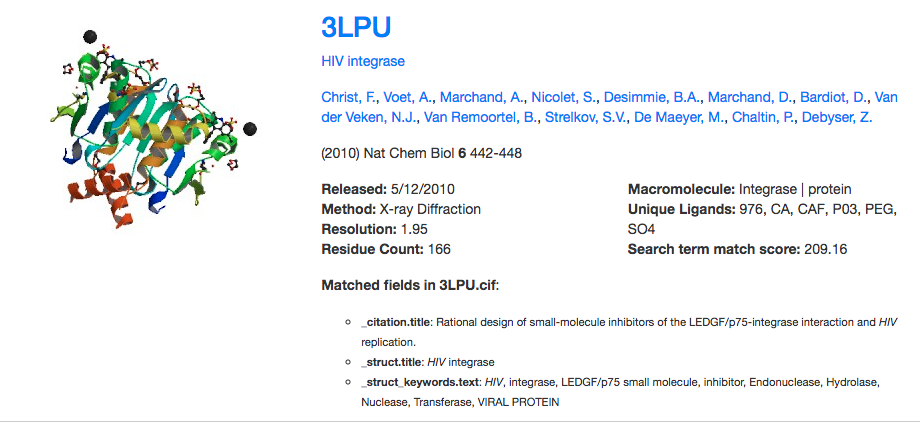 3LPU
HIV integrase
Christ, F., Voet, A., Marchand, A., Nicolet, S., Desimmie, B.A., Marchand, D., Bardiot, D., Van
der Veken, N.J., Van Remoortel, B., Strelkov, S.V., De Maeyer, M., Chaltin, P., Debyser, Z.
(2010) Nat Chem Biol 6 442-448
Released: 5/12/2010
Method: X-ray Diffraction
Resolution: 1.95
Residue Count: 166
Macromolecule: Integrase | protein
Unique Ligands: 976, CA, CAF, P03, PEG,
SO4
Search term match score: 209.16
Matched fields in 3LPU.cif:
_citation.title: Rational design of small-molecule inhibitors of the LEDGF/p75-integrase interaction and HIV
replication.
_struct.title: HIV integrase
_struct_keywords.text: HIV, integrase, LEDGF/p75 small molecule, inhibitor, Endonuclease, Hydrolase,
Nuclease, Transferase, VIRAL PROTEIN